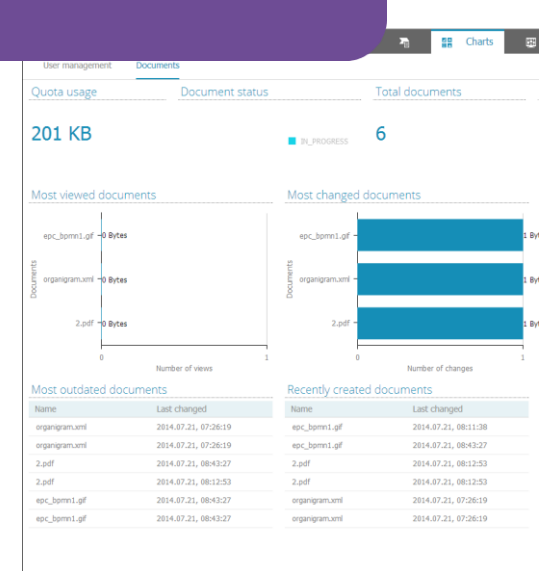 Charts
User management Documents
Quota usage Document status Total documents
201 KB IN_PROGRESS 6
Most viewed documents Most changed documents
epc_bpmn1.gif 0 Bytes epc_bpmn1.gif 1 Byt
organigram.xml 0 Bytes organigram.xml 1 Byt
2.pdf 0 Bytes 2.pdf 1 Byt
Documents Documents
0 1 0 1
Number of views Number of changes
Most outdated documents Recently created documents
Name Last changed Name Last changed
organigram.xml 2014.07.21, 07:26:19 epc_bpmn1.gif 2014.07.21, 08:11:38
organigram.xml 2014.07.21, 07:26:19 epc_bpmn1.gif 2014.07.21, 08:43:27
2.pdf 2014.07.21, 08:43:27 2.pdf 2014.07.21, 08:12:53
2.pdf 2014.07.21, 08:12:53 2.pdf 2014.07.21, 08:12:53
epc_bpmn1.gif 2014.07.21, 08:43:27 organigram.xml 2014.07.21, 07:26:19
epc_bpmn1.gif 2014.07.21, 08:43:27 organigram.xml 2014.07.21, 07:26:19